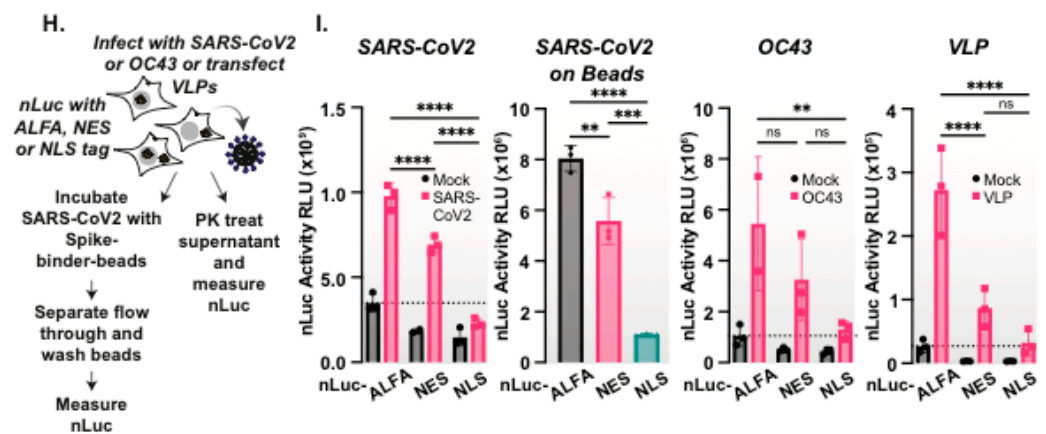 H.
Infect with SARS-CoV2
or OC43 or transfect
VLPs
nLuc with
ALFA, NES
or NLS tag
Incubate
SARS-CoV2 with
Spike-
binder-beads
Separate flow
through and
wash beads
Measure
nLuc
PK treat
supernatant
and
measure
nLuc
I.
SARS-CoV2
nLuc Activity RLU (x10⁵)
1.5
1.0
5.0
0.0
****
****
****
Mock
SARS-
CoV2
nLuc-
ALFA
NES
NLS
SARS-CoV2
on Beads
nLuc Activity RLU (x10⁶)
10
8
6
4
2
0
****
**
***
ALFA
NES
NLS
OC43
nLuc Activity RLU (x10⁵)
10
8
6
4
2
0
**
ns
ns
Mock
OC43
nLuc-
ALFA
NES
NLS
VLP
nLuc Activity RLU (x10⁵)
4
3
2
1
0
****
ns
****
Mock
VLP
nLuc-
ALFA
NES
NLS